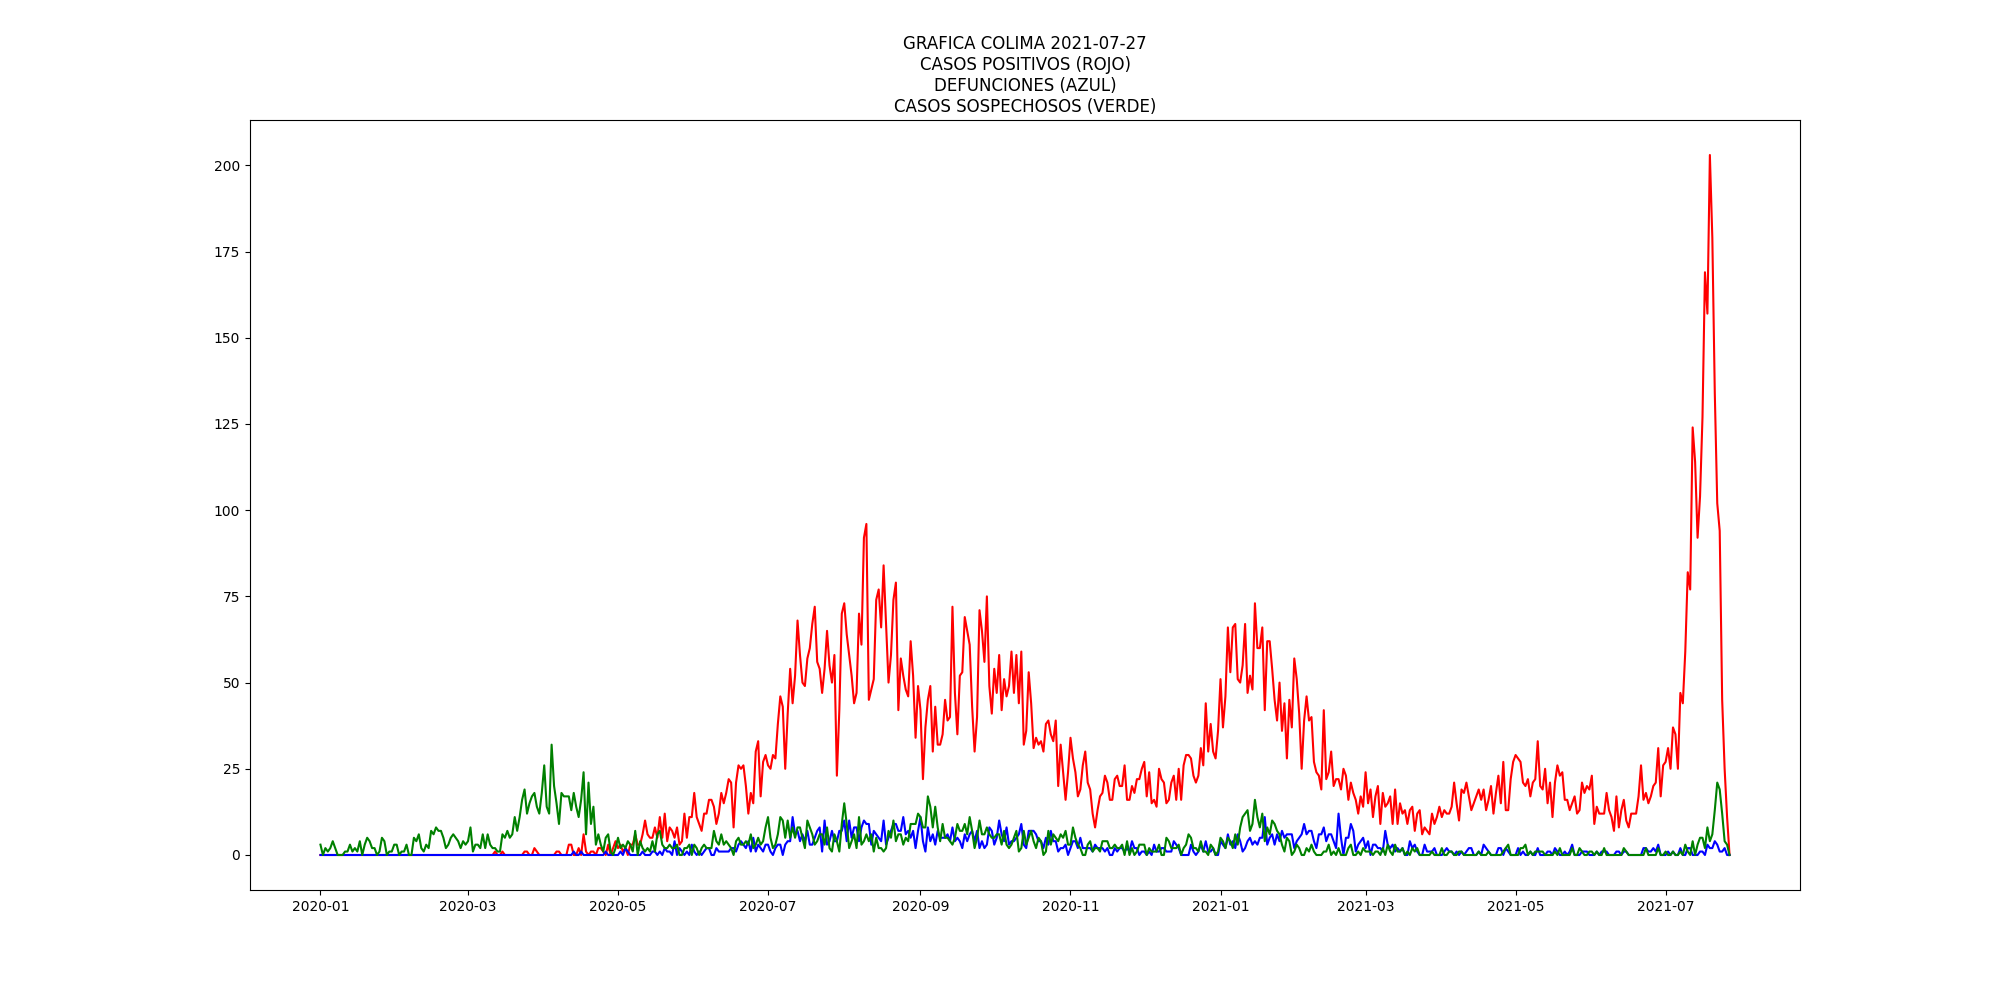 GRAFICA COLIMA 2021-07-27
CASOS POSITIVOS (ROJO)
DEFUNCIONES (AZUL)
CASOS SOSPECHOSOS (VERDE)
200
175
150
125
100
75
50
25
0
2020-01 2020-03 2020-05 2020-07 2020-09 2020-11 2021-01 2021-03 2021-05 2021-07